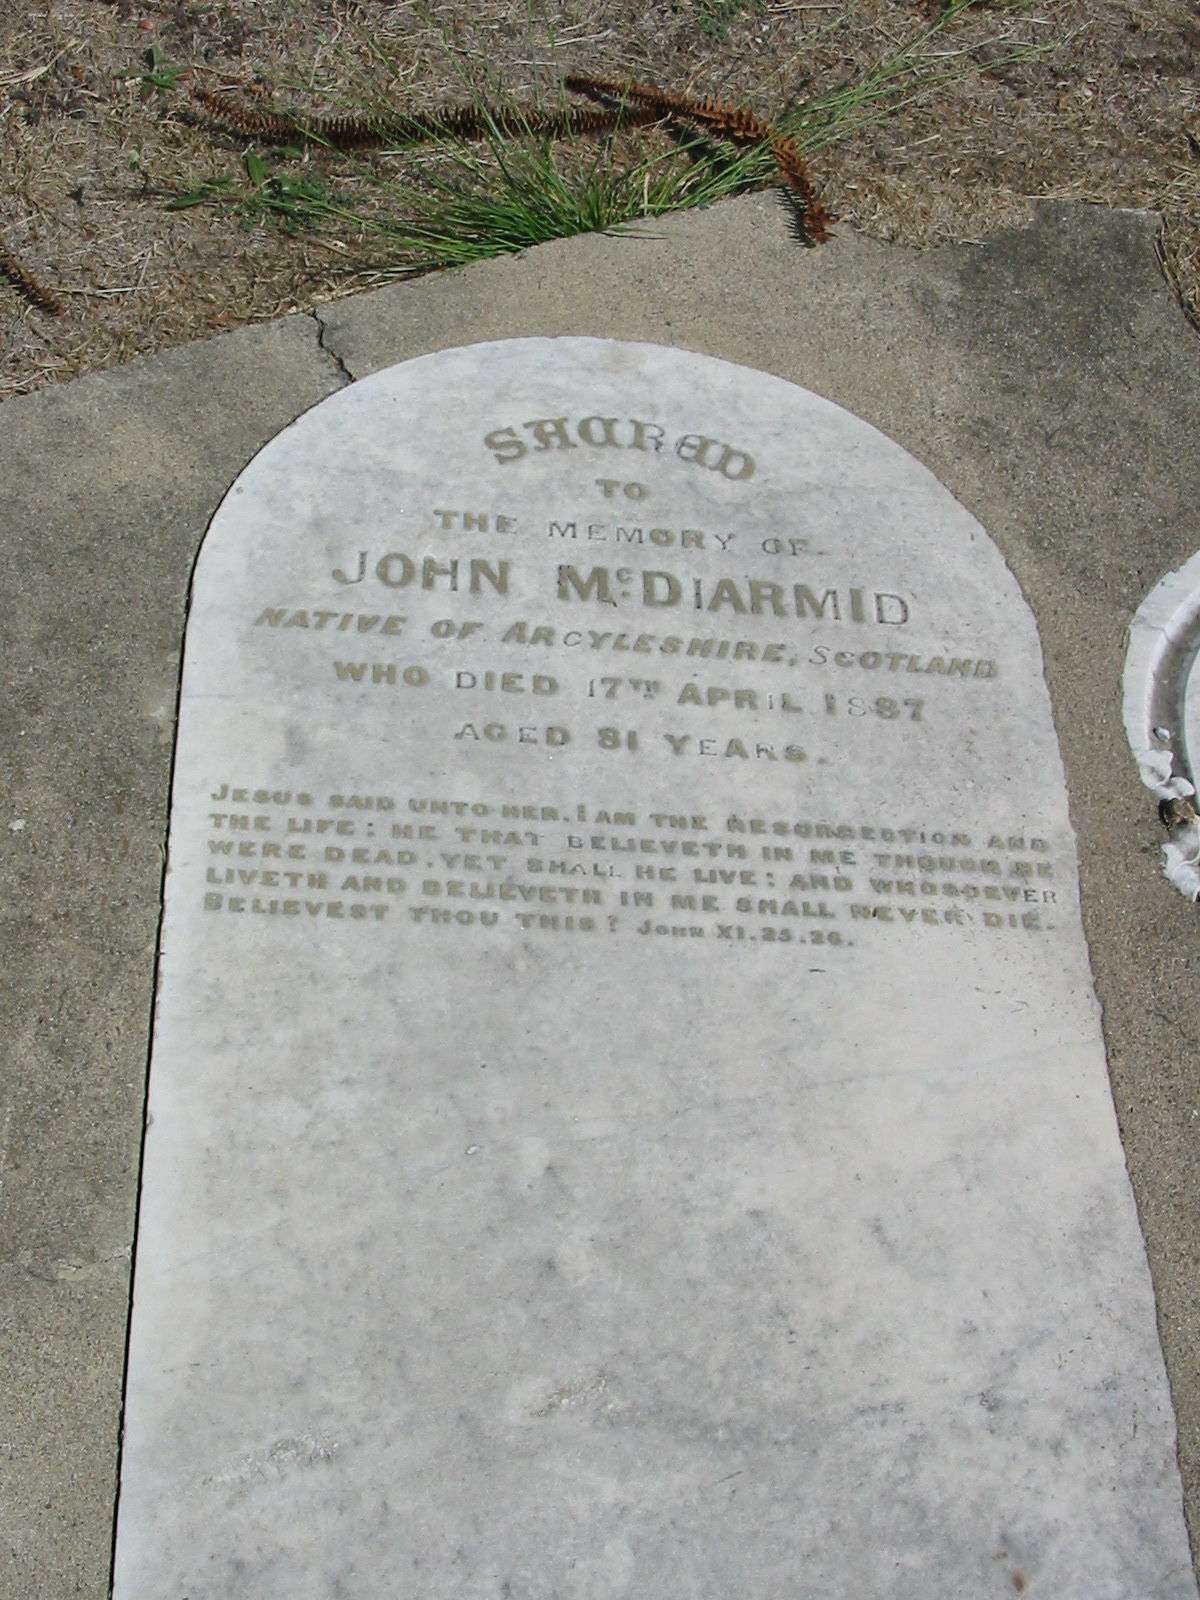 SACRED
TO
THE MEMORY OF
JOHN McDIARMID
NATIVE OF ARGYLESHIRE, SCOTLAND
WHO DIED 17TH APRIL 1887
AGED 81 YEARS.
JESUS SAID UNTO HER, I AM THE RESURRECTION AND
THE LIFE: HE THAT BELIEVETH IN ME THOUGH HE
WERE DEAD, YET SHALL HE LIVE: AND WHOSOEVER
LIVETH AND BELIEVETH IN ME SHALL NEVER DIE.
BELIEVEST THOU THIS? John XI.25.26.